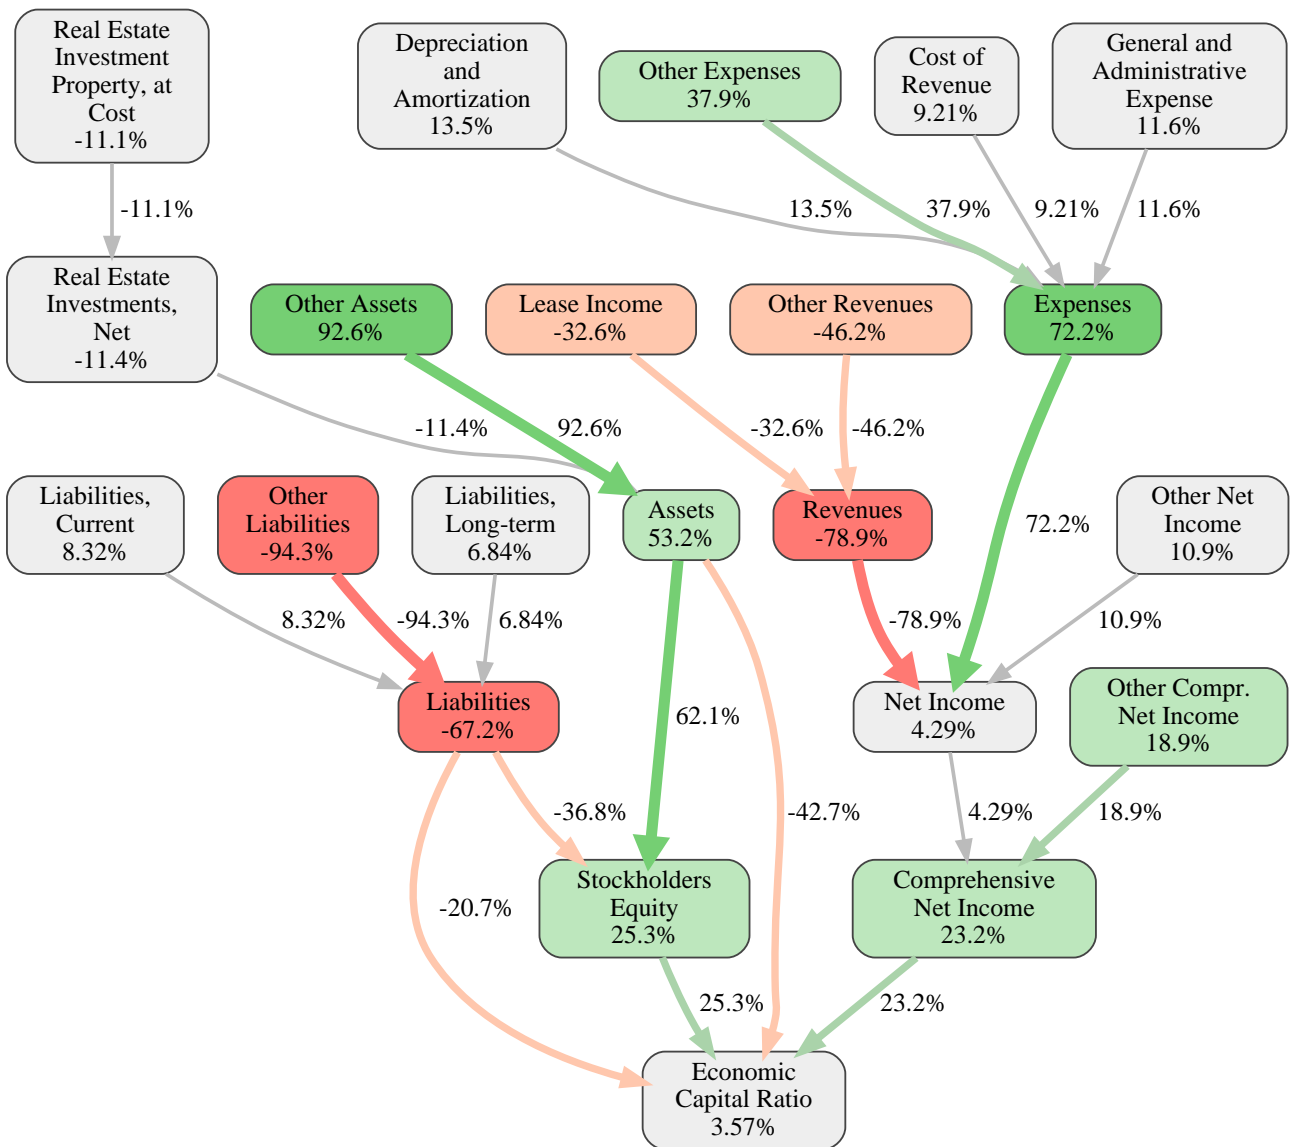 Real Estate
Investment
Property, at
Cost
-11.1%
Depreciation
and
Amortization
13.5%
Other Expenses
37.9%
Cost of
Revenue
9.21%
General and
Administrative
Expense
11.6%
-11.1%
13.5%
37.9%
9.21%
11.6%
Real Estate
Investments,
Net
-11.4%
Other Assets
92.6%
Lease Income
-32.6%
Other Revenues
-46.2%
Expenses
72.2%
-11.4%
92.6%
-32.6%
-46.2%
Liabilities,
Current
8.32%
Other
Liabilities
-94.3%
Liabilities,
Long-term
6.84%
Assets
53.2%
Revenues
-78.9%
72.2%
Other Net
Income
10.9%
8.32%
-94.3%
6.84%
-78.9%
10.9%
Liabilities
-67.2%
62.1%
Net Income
4.29%
Other Compr.
Net Income
18.9%
-36.8%
-42.7%
4.29%
18.9%
Stockholders
Equity
25.3%
Comprehensive
Net Income
23.2%
-20.7%
25.3%
23.2%
Economic
Capital Ratio
3.57%